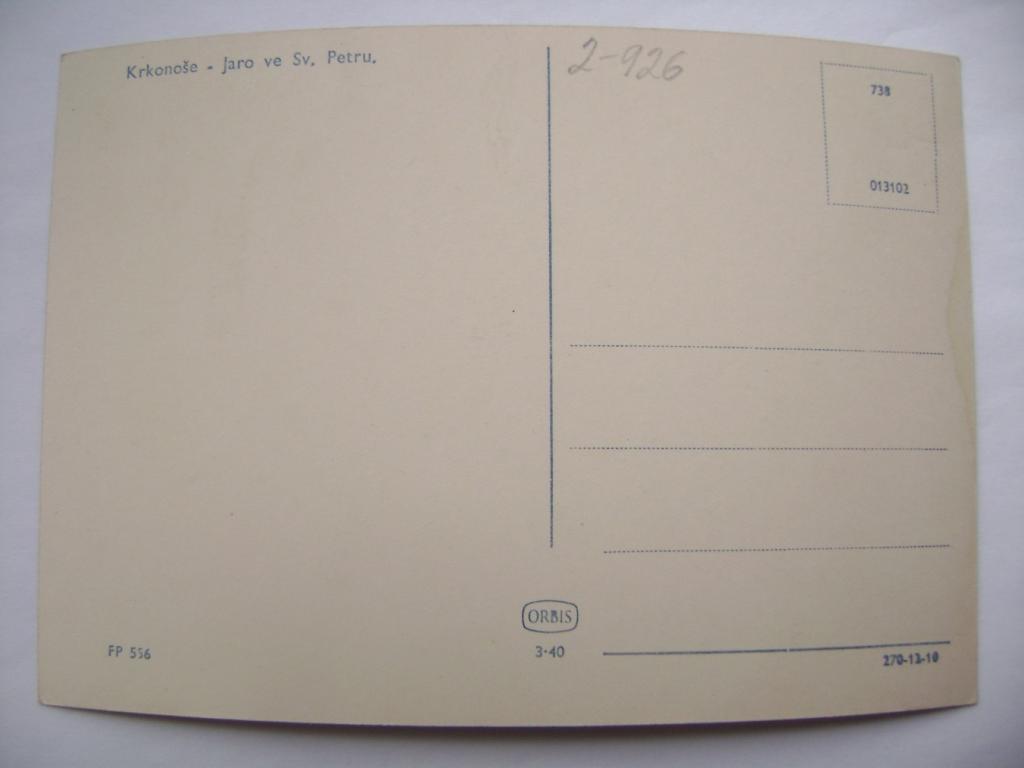 Krkonoše - Jaro ve Sv. Petru.
2-926
738
013102
ORBIS
3·40
FP 556
270-13-10